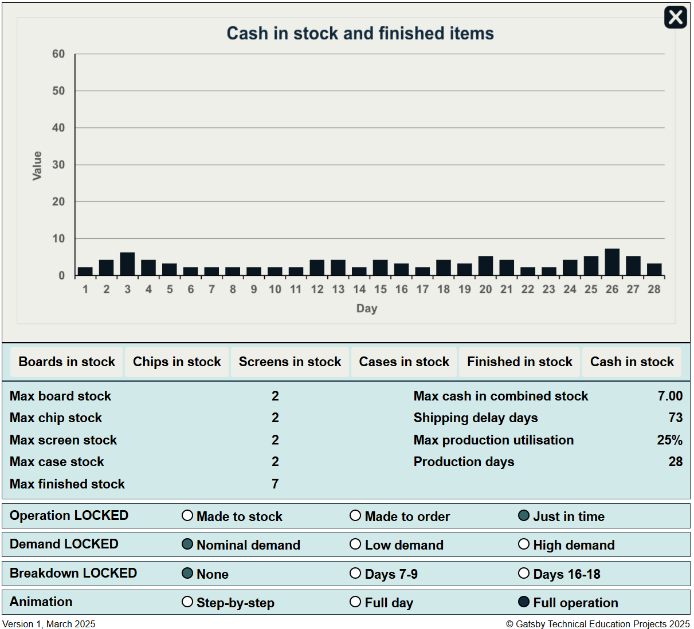 Cash in stock and finished items
60
50
40
30
20
10
0
Value
1 2 3 4 5 6 7 8 9 10 11 12 13 14 15 16 17 18 19 20 21 22 23 24 25 26 27 28
Day
Boards in stock Chips in stock Screens in stock Cases in stock Finished in stock Cash in stock
Max board stock 2 Max cash in combined stock 7.00
Max chip stock 2 Shipping delay days 73
Max screen stock 2 Max production utilisation 25%
Max case stock 2 Production days 28
Max finished stock 7
Operation LOCKED Made to stock Made to order Just in time
Demand LOCKED Nominal demand Low demand High demand
Breakdown LOCKED None Days 7-9 Days 16-18
Animation Step-by-step Full day Full operation
Version 1, March 2025 © Gatsby Technical Education Projects 2025